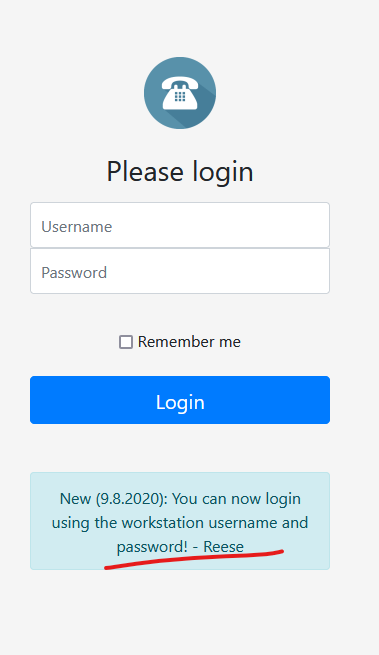 Please login
Username
Password
Remember me
Login
New (9.8.2020): You can now login
using the workstation username and
password! - Reese